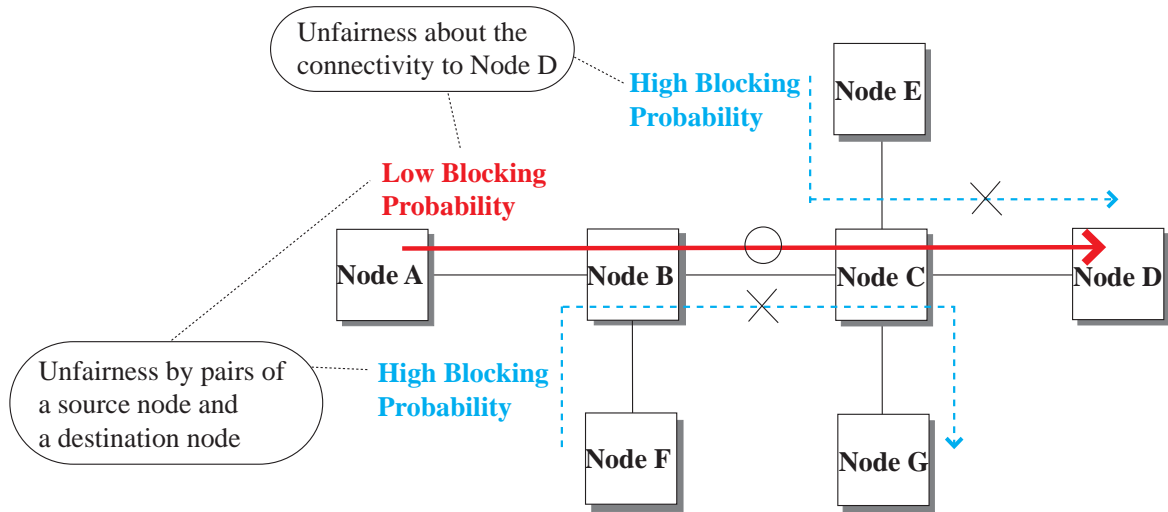 Unfairness about the
connectivity to Node D
High Blocking
Probability
Node E
Low Blocking
Probability
Node A
Node B
Node C
Node D
Unfairness by pairs of
a source node and
a destination node
High Blocking
Probability
Node F
Node G